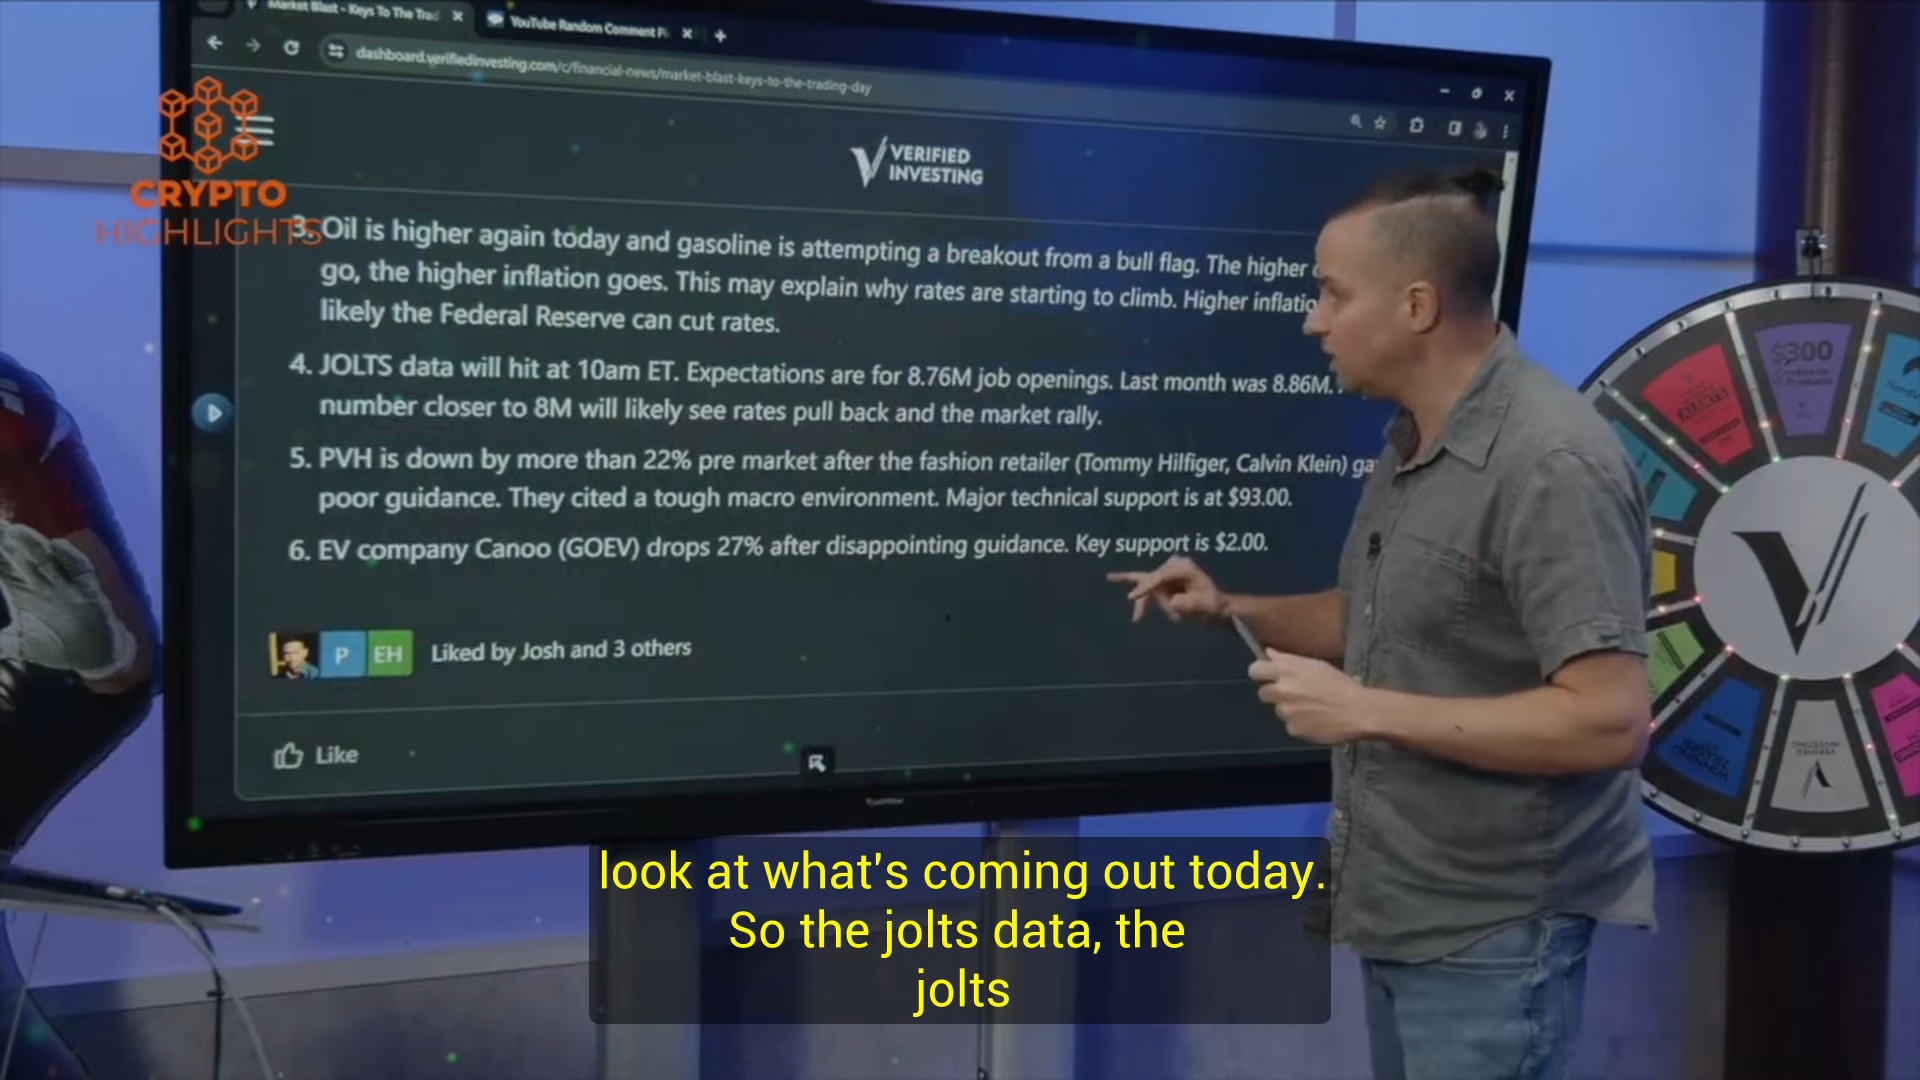 Market Blast - Keys To The Trad
YouTube Random Comment Pi
dashboard.verifiedinvesting.com/c/financial-news/market-blast-keys-to-the-trading-day
CRYPTO
HIGHLIGHTS
VERIFIED
INVESTING
3. Oil is higher again today and gasoline is attempting a breakout from a bull flag. The higher
go, the higher inflation goes. This may explain why rates are starting to climb. Higher inflatio
likely the Federal Reserve can cut rates.
4. JOLTS data will hit at 10am ET. Expectations are for 8.76M job openings. Last month was 8.86M.
number closer to 8M will likely see rates pull back and the market rally.
5. PVH is down by more than 22% pre market after the fashion retailer (Tommy Hilfiger, Calvin Klein) ga
poor guidance. They cited a tough macro environment. Major technical support is at $93.00.
6. EV company Canoo (GOEV) drops 27% after disappointing guidance. Key support is $2.00.
P
EH
Liked by Josh and 3 others
Like
$300
ALERTS
look at what's coming out today.
So the jolts data, the
jolts